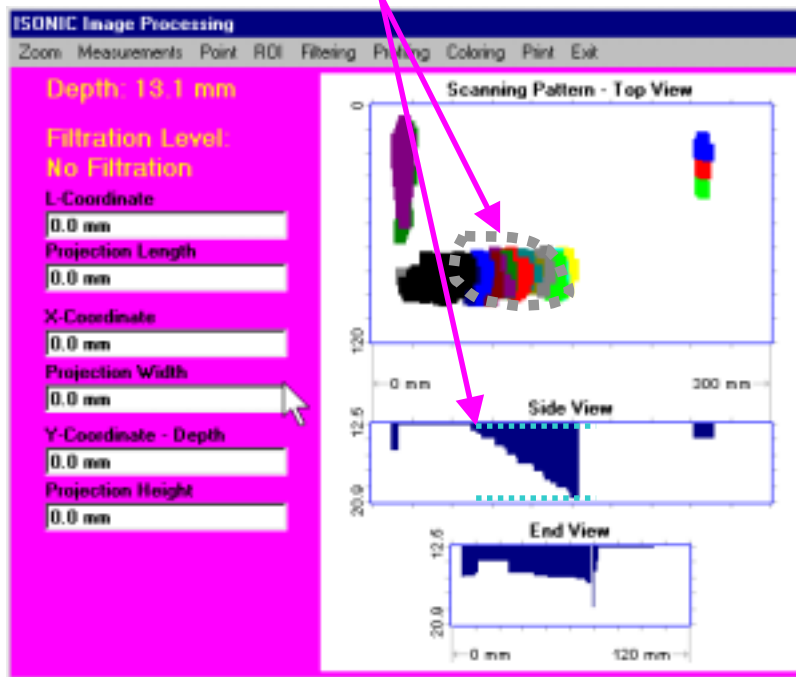 ISONIC Image Processing
Zoom Measurements Point ROI Filtering Profiling Coloring Print Exit
Depth: 13.1 mm
Filtration Level:
No Filtration
L-Coordinate
0.0 mm
Projection Length
0.0 mm
X-Coordinate
0.0 mm
Projection Width
0.0 mm
Y-Coordinate - Depth
0.0 mm
Projection Height
0.0 mm
Scanning Pattern - Top View
0
120
0 mm
300 mm
Side View
12.5
20.9
End View
12.5
20.9
0 mm
120 mm